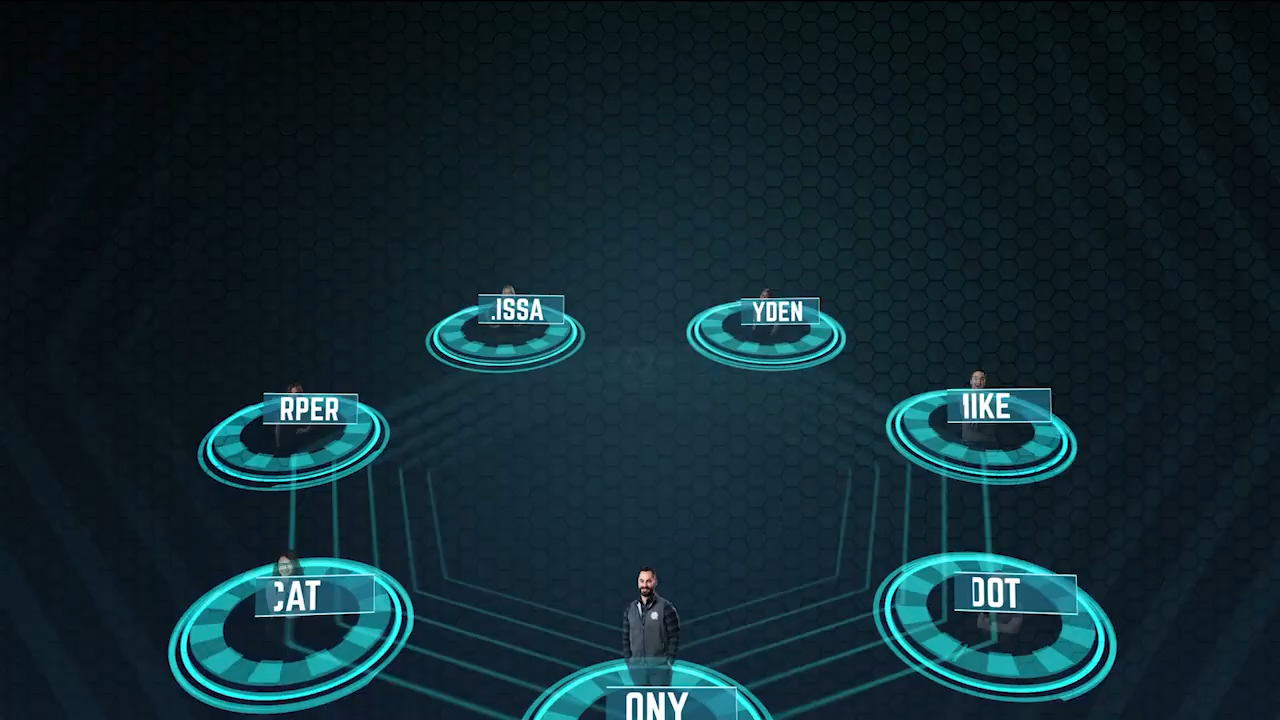 .ISSA
YDEN
RPER
IIKE
CAT
DOT
ONY